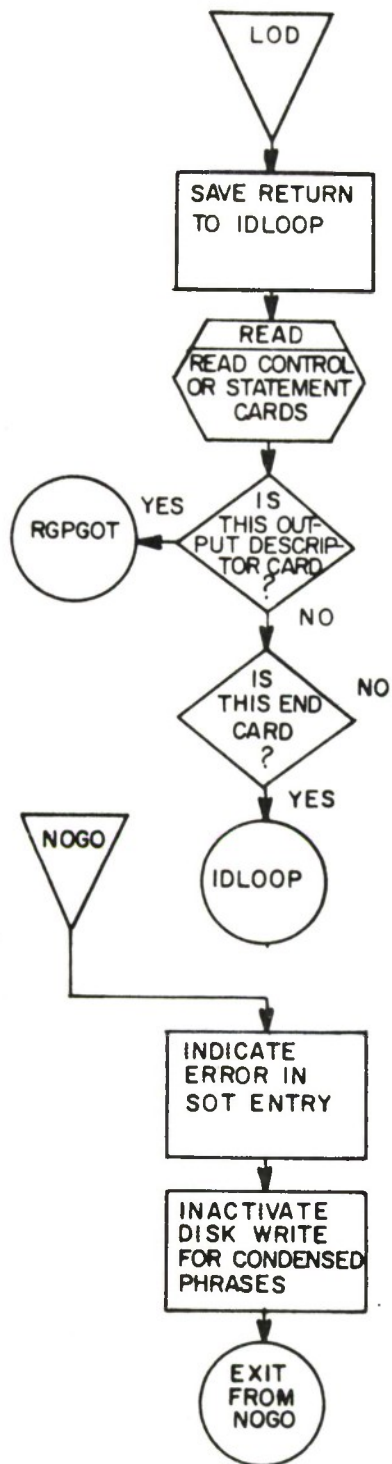 LOD
SAVE RETURN
TO IDLOOP
READ
READ CONTROL
OR STATEMENT
CARDS
IS
THIS OUT-
PUT DESCRIP-
TOR CARD
?
YES
RGPGOT
NO
IS
THIS END
CARD
?
NO
YES
IDLOOP
NOGO
INDICATE
ERROR IN
SOT ENTRY
INACTIVATE
DISK WRITE
FOR CONDENSED
PHRASES
EXIT
FROM
NOGO